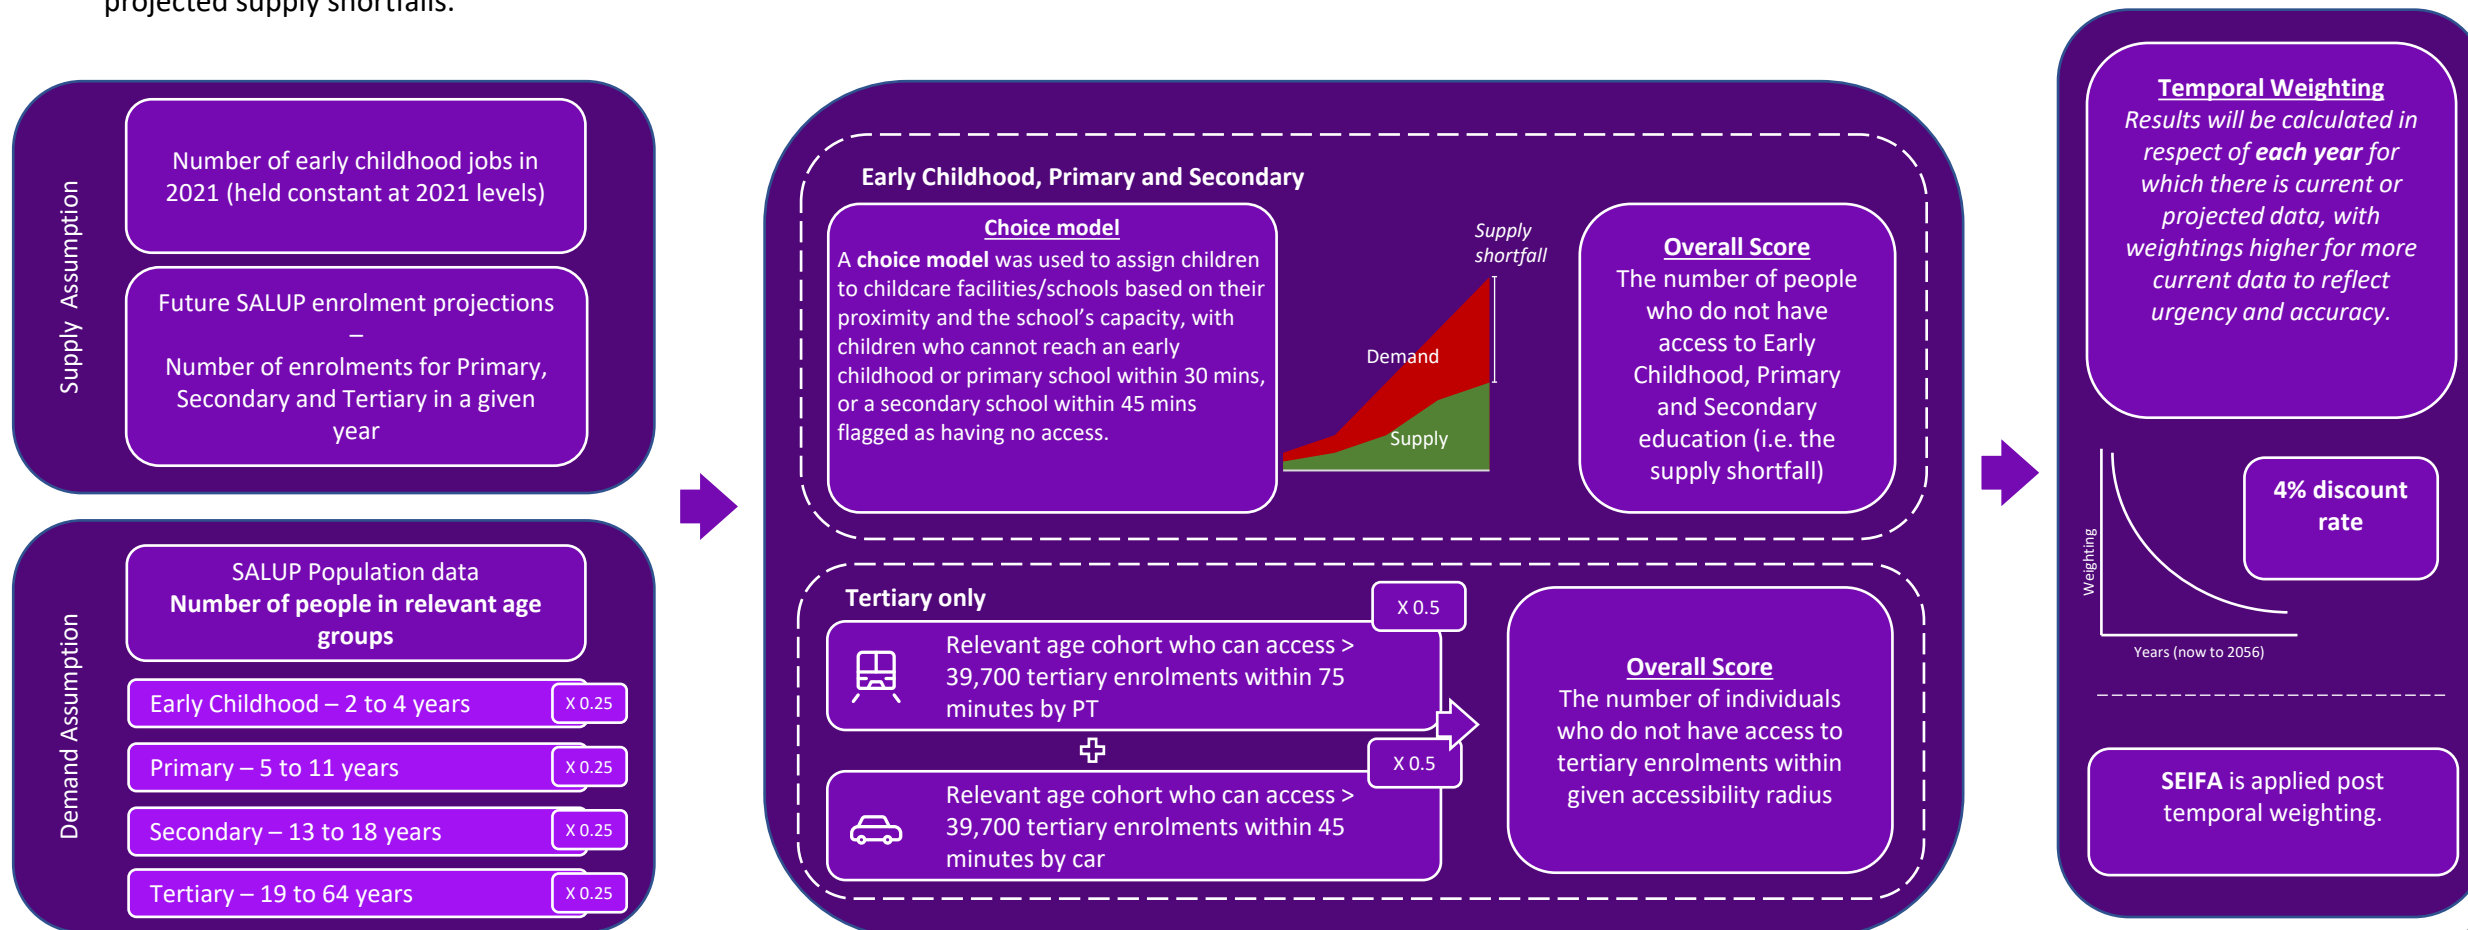 projected supply shortfalls.
Supply Assumption
Number of early childhood jobs in
2021 (held constant at 2021 levels)
Future SALUP enrolment projections
–
Number of enrolments for Primary,
Secondary and Tertiary in a given
year
Demand Assumption
SALUP Population data
Number of people in relevant age
groups
Early Childhood – 2 to 4 years
X 0.25
Primary – 5 to 11 years
X 0.25
Secondary – 13 to 18 years
X 0.25
Tertiary – 19 to 64 years
X 0.25
Early Childhood, Primary and Secondary
Choice model
A choice model was used to assign children
to childcare facilities/schools based on their
proximity and the school’s capacity, with
children who cannot reach an early
childhood or primary school within 30 mins,
or a secondary school within 45 mins
flagged as having no access.
Supply
shortfall
Demand
Supply
Overall Score
The number of people
who do not have
access to Early
Childhood, Primary
and Secondary
education (i.e. the
supply shortfall)
Tertiary only
X 0.5
Relevant age cohort who can access >
39,700 tertiary enrolments within 75
minutes by PT
X 0.5
Relevant age cohort who can access >
39,700 tertiary enrolments within 45
minutes by car
Overall Score
The number of individuals
who do not have access to
tertiary enrolments within
given accessibility radius
Temporal Weighting
Results will be calculated in
respect of each year for
which there is current or
projected data, with
weightings higher for more
current data to reflect
urgency and accuracy.
Weighting
Years (now to 2056)
4% discount
rate
SEIFA is applied post
temporal weighting.